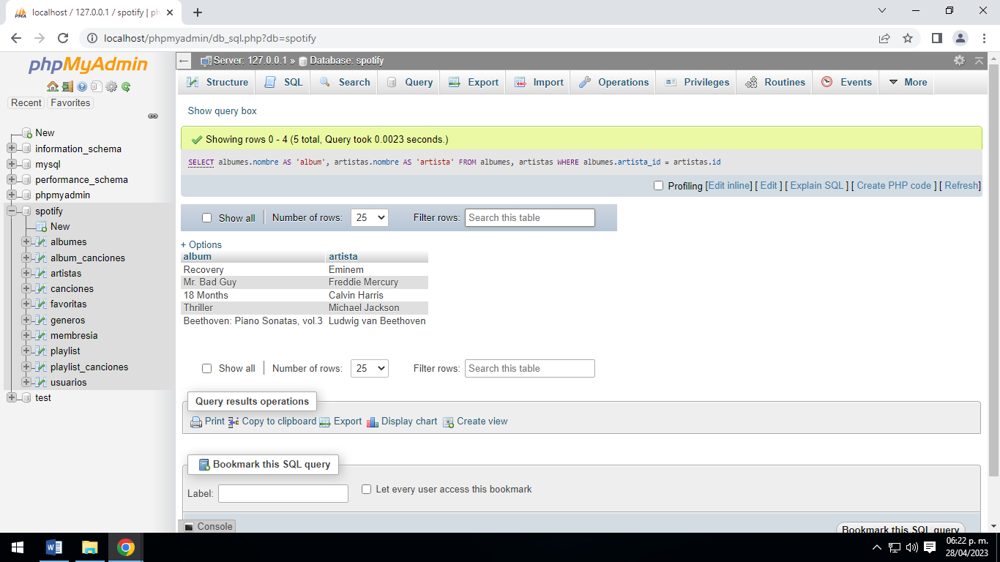 localhost / 127.0.0.1 / spotify | ph
localhost/phpmyadmin/db_sql.php?db=spotify
phpMyAdmin
Recent Favorites
New
information_schema
mysql
performance_schema
phpmyadmin
spotify
New
albumes
album_canciones
artistas
canciones
favoritas
generos
membresia
playlist
playlist_canciones
usuarios
test
Server: 127.0.0.1 » Database: spotify
Structure SQL Search Query Export Import Operations Privileges Routines Events More
Show query box
Showing rows 0 - 4 (5 total, Query took 0.0023 seconds.)
SELECT albumes.nombre AS 'album', artistas.nombre AS 'artista' FROM albumes, artistas WHERE albumes.artista_id = artistas.id
Profiling [Edit inline] [ Edit ] [ Explain SQL ] [ Create PHP code ] [ Refresh]
Show all | Number of rows: 25 Filter rows: Search this table
+ Options
album artista
Recovery Eminem
Mr. Bad Guy Freddie Mercury
18 Months Calvin Harris
Thriller Michael Jackson
Beethoven: Piano Sonatas, vol.3 Ludwig van Beethoven
Show all | Number of rows: 25 Filter rows: Search this table
Query results operations
Print Copy to clipboard Export Display chart Create view
Bookmark this SQL query
Label: Let every user access this bookmark
Console
Bookmark this SQL query
06:22 p. m.
28/04/2023